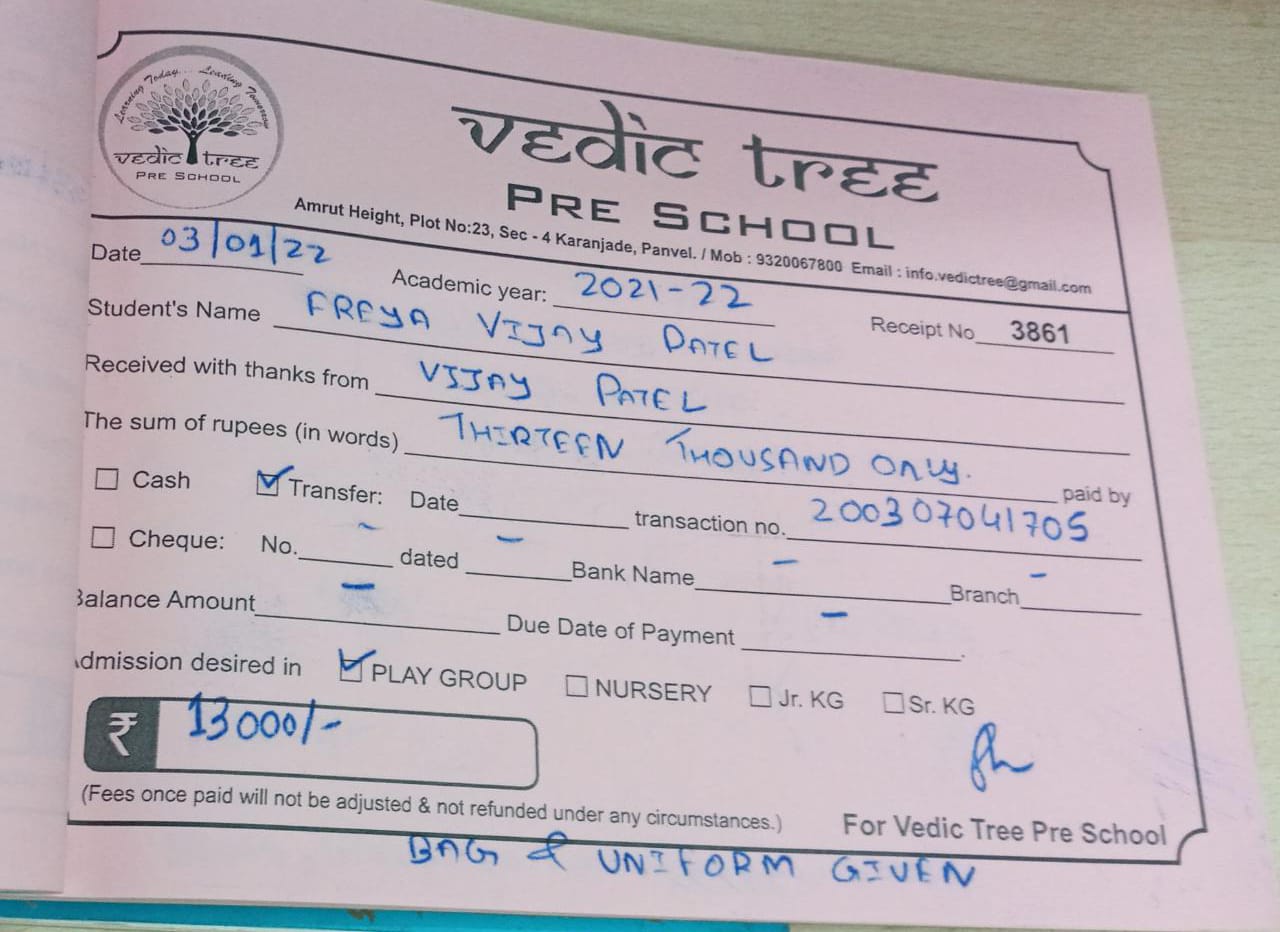 Learning Today... Leading Tomorrow
vedic tree
PRE SCHOOL
vedic tree
PRE SCHOOL
Amrut Height, Plot No:23, Sec - 4 Karanjade, Panvel. / Mob : 9320067800 Email : info.vedictree@gmail.com
Date 03/01/22 Academic year: 2021-22
Receipt No 3861
Student's Name FREYA VIJAY PATEL
Received with thanks from VIJAY PATEL
The sum of rupees (in words) THIRTEEN THOUSAND ONLY. paid by
☐ Cash ☑ Transfer: Date transaction no. 200307041705
☐ Cheque: No. - dated - Bank Name - Branch -
Balance Amount - Due Date of Payment - .
Admission desired in ☑ PLAY GROUP ☐ NURSERY ☐ Jr. KG ☐ Sr. KG
₹ 13000/-
(Fees once paid will not be adjusted & not refunded under any circumstances.) For Vedic Tree Pre School
BAG & UNIFORM GIVEN